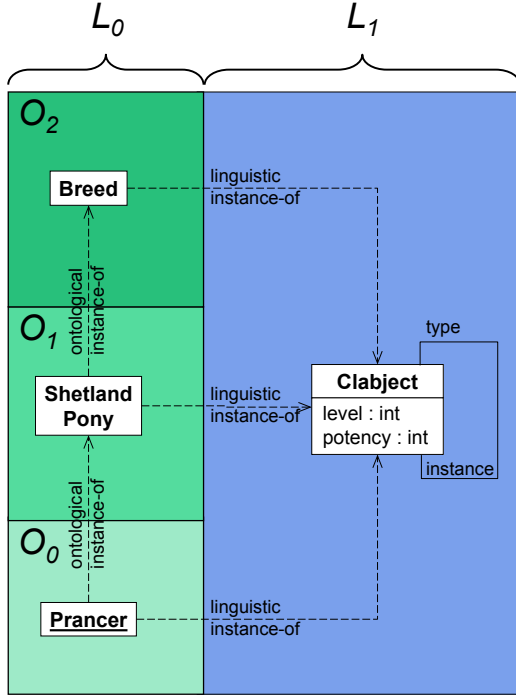 L0
L1
O2
Breed
linguistic
instance-of
ontological
instance-of
O1
type
Shetland
Pony
linguistic
instance-of
Clabject
level : int
potency : int
instance
ontological
instance-of
O0
Prancer
linguistic
instance-of